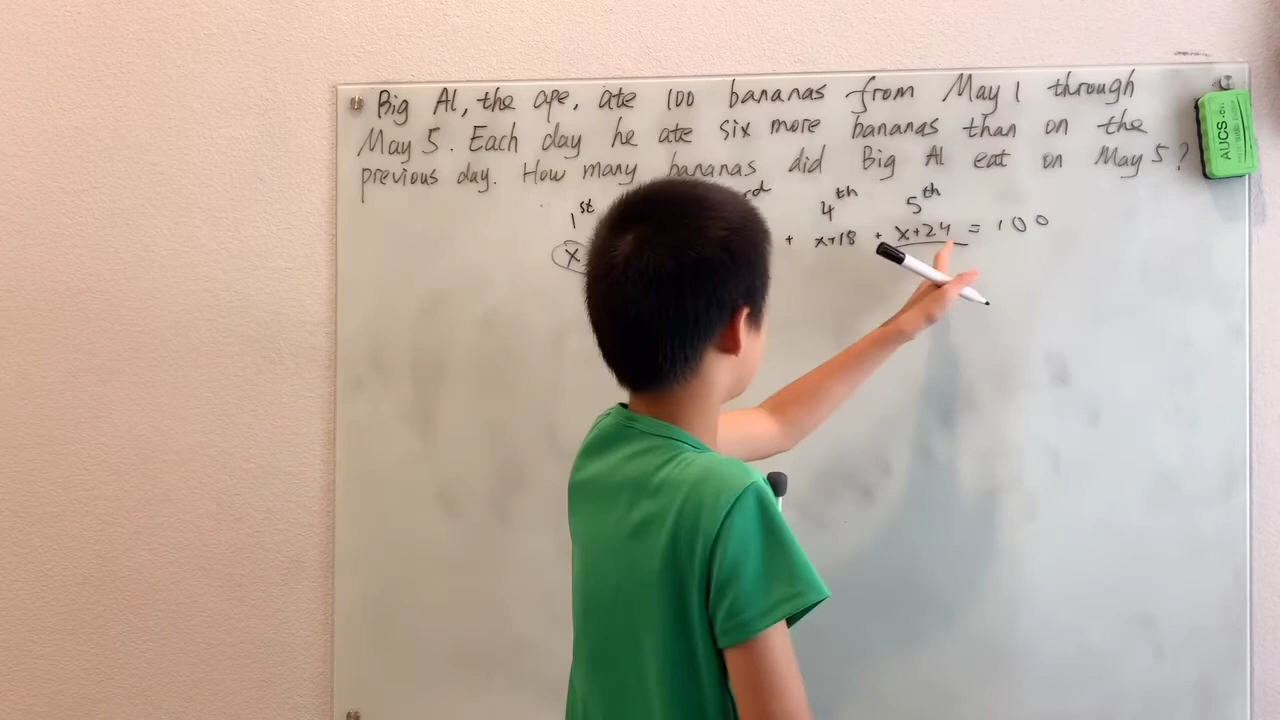 Big Al, the ape, ate 100 bananas from May 1 through
May 5. Each day he ate six more bananas than on the
previous day. How many bananas did Big Al eat on May 5?
1st rd 4th 5th
x + x+18 + x+24 = 100
AUCS